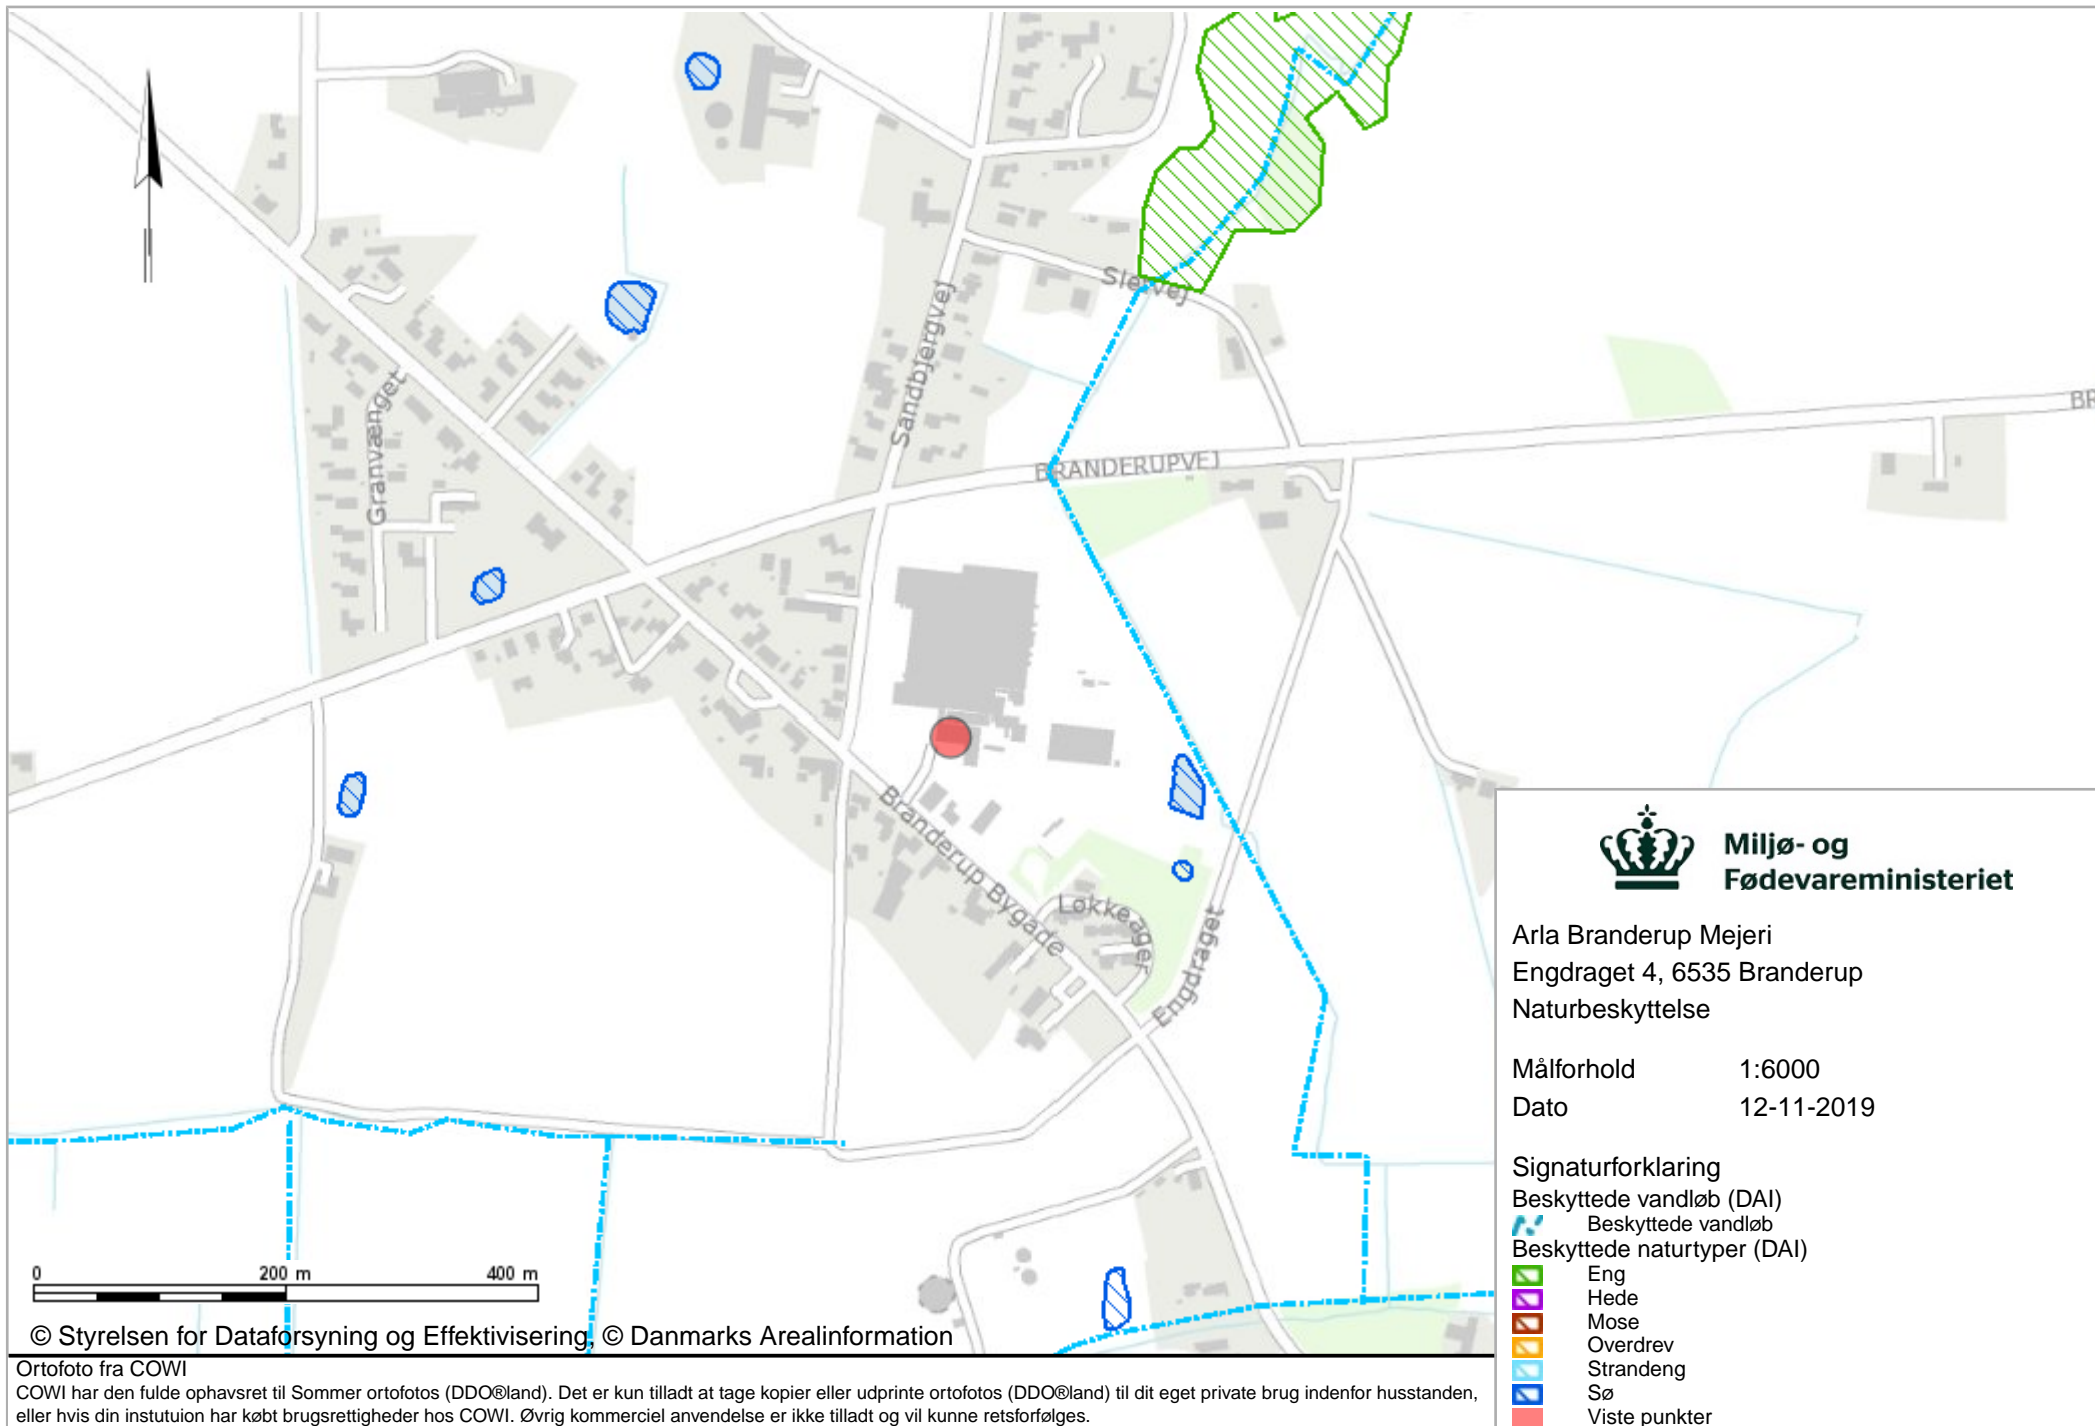 Slejvej
Sandbjergvej
Granvænget
BRANDERUPVEJ
BR
Branderup Bygade
Løkkeager
Engdraget
0 200 m 400 m
© Styrelsen for Dataforsyning og Effektivisering, © Danmarks Arealinformation
Ortofoto fra COWI
COWI har den fulde ophavsret til Sommer ortofotos (DDO®land). Det er kun tilladt at tage kopier eller udprinte ortofotos (DDO®land) til dit eget private brug indenfor husstanden,
eller hvis din instutuion har købt brugsrettigheder hos COWI. Øvrig kommerciel anvendelse er ikke tilladt og vil kunne retsforfølges.
Miljø- og
Fødevareministeriet
Arla Branderup Mejeri
Engdraget 4, 6535 Branderup
Naturbeskyttelse
Målforhold 1:6000
Dato 12-11-2019
Signaturforklaring
Beskyttede vandløb (DAI)
Beskyttede vandløb
Beskyttede naturtyper (DAI)
Eng
Hede
Mose
Overdrev
Strandeng
Sø
Viste punkter